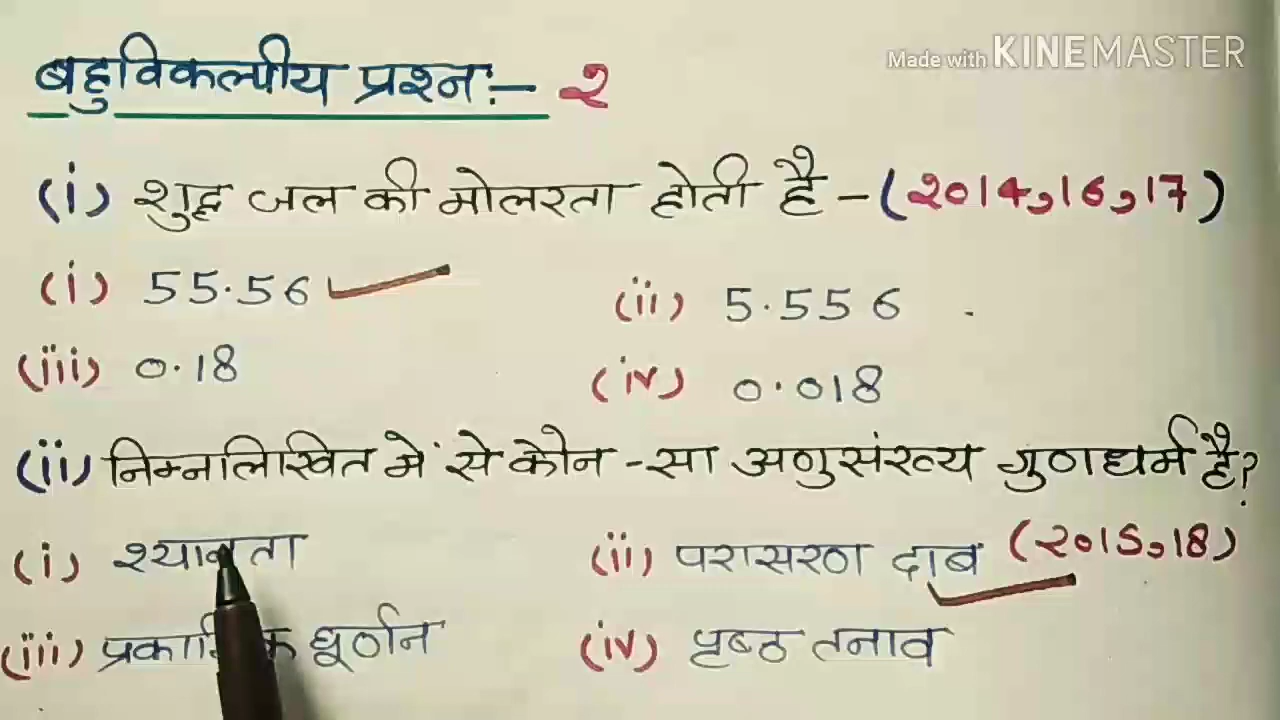 Made with KINEMASTER
बहुविकल्पीय प्रश्न:- २
(i) शुद्ध जल की मोलरता होती है - (2014,16,17)
(i) 55.56 (ii) 5.556
(iii) 0.18 (iv) 0.018
(ii) निम्नलिखित में से कौन-सा अणुसंख्य गुणधर्म है?
(i) श्यानता (ii) परासरण दाब (2015,18)
(iii) घूर्णन (iv) पृष्ठ तनाव